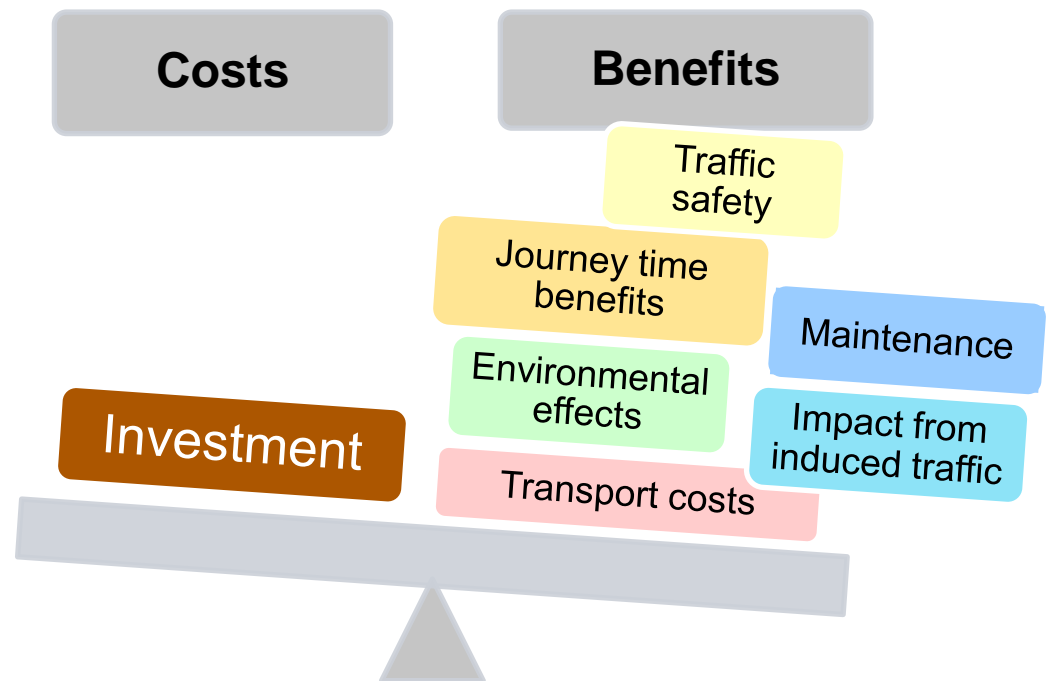 Costs
Benefits
Traffic
safety
Journey time
benefits
Maintenance
Environmental
effects
Impact from
induced traffic
Investment
Transport costs